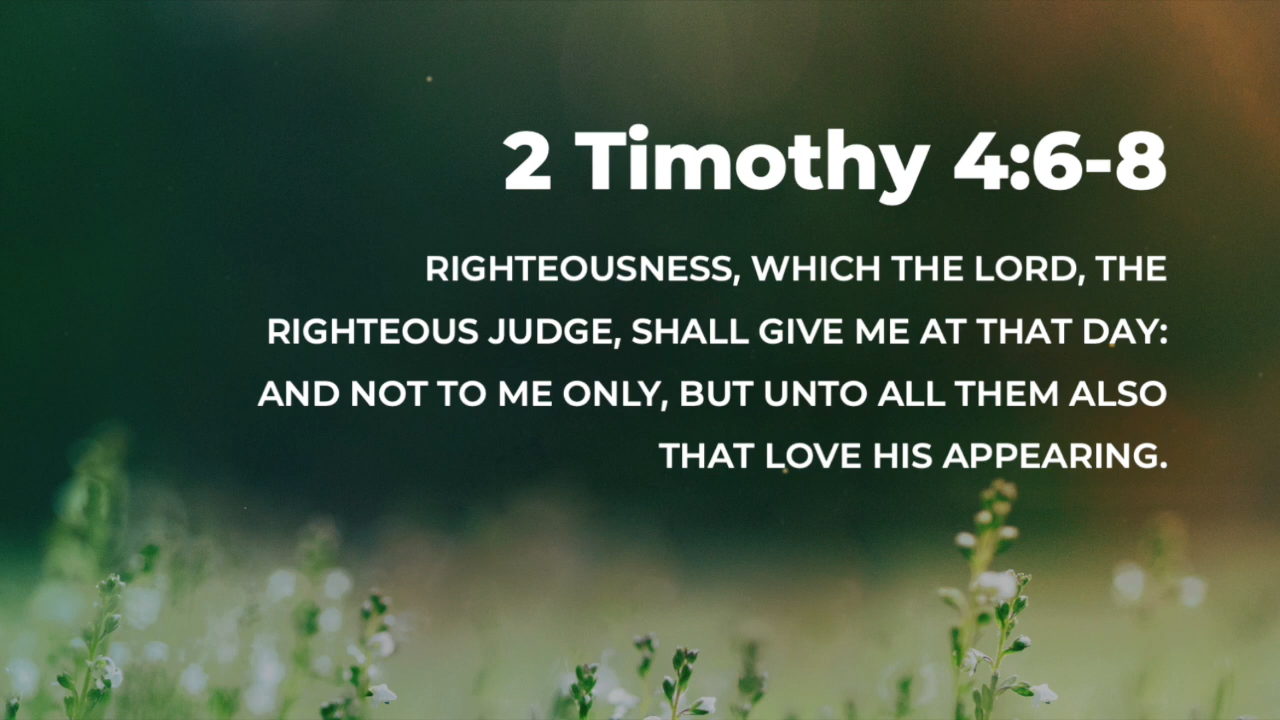 2 Timothy 4:6-8
RIGHTEOUSNESS, WHICH THE LORD, THE
RIGHTEOUS JUDGE, SHALL GIVE ME AT THAT DAY:
AND NOT TO ME ONLY, BUT UNTO ALL THEM ALSO
THAT LOVE HIS APPEARING.